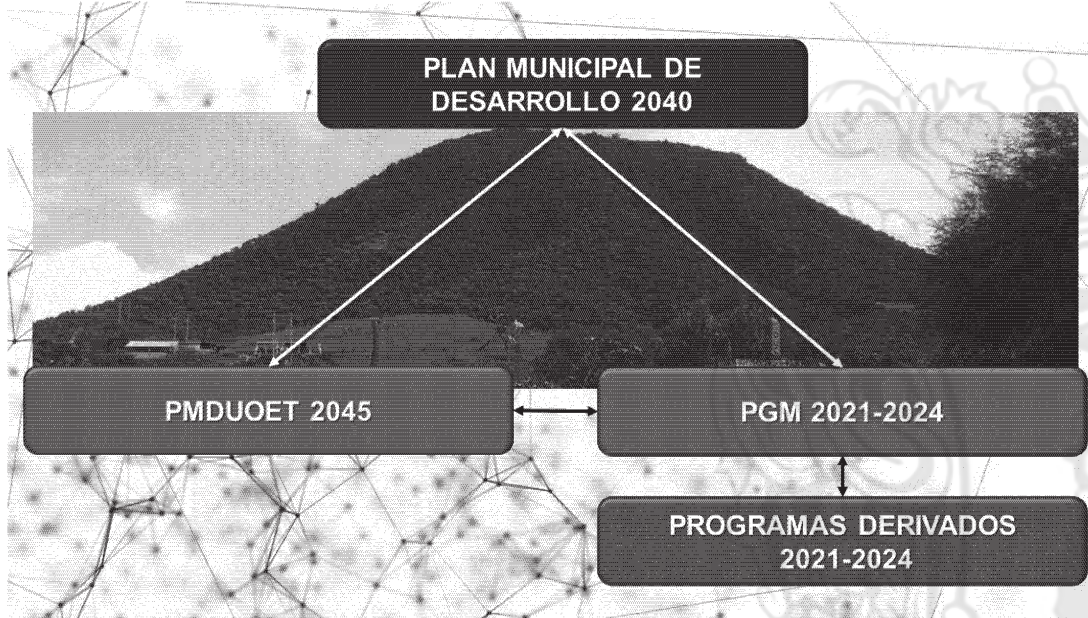 PLAN MUNICIPAL DE
DESARROLLO 2040
PMDUOET 2045
PGM 2021-2024
PROGRAMAS DERIVADOS
2021-2024